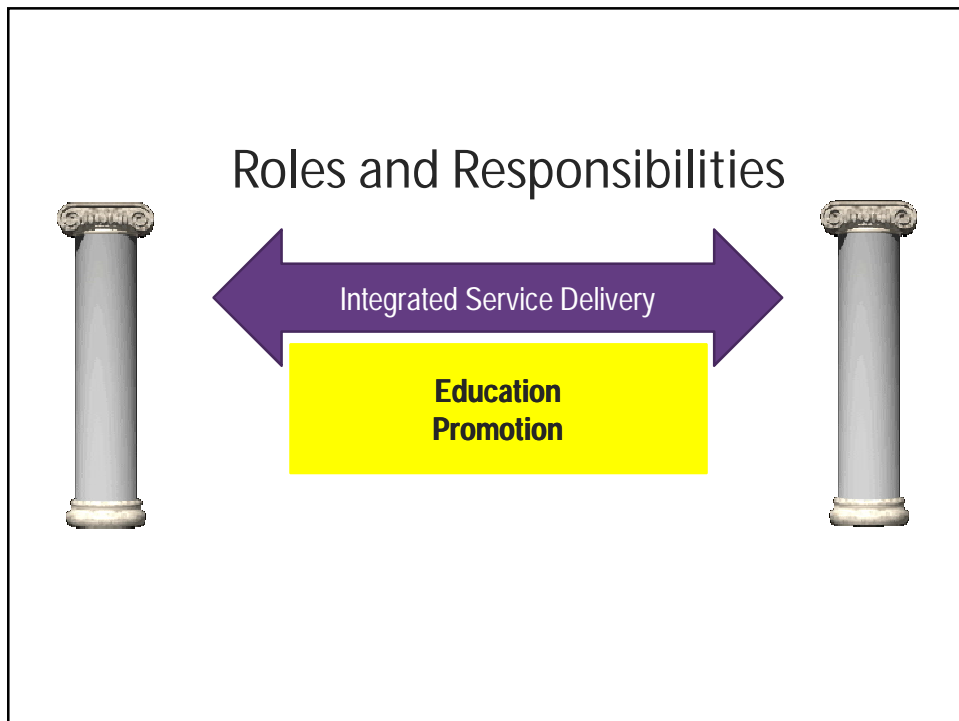 Roles and Responsibilities
Integrated Service Delivery
Education
Promotion